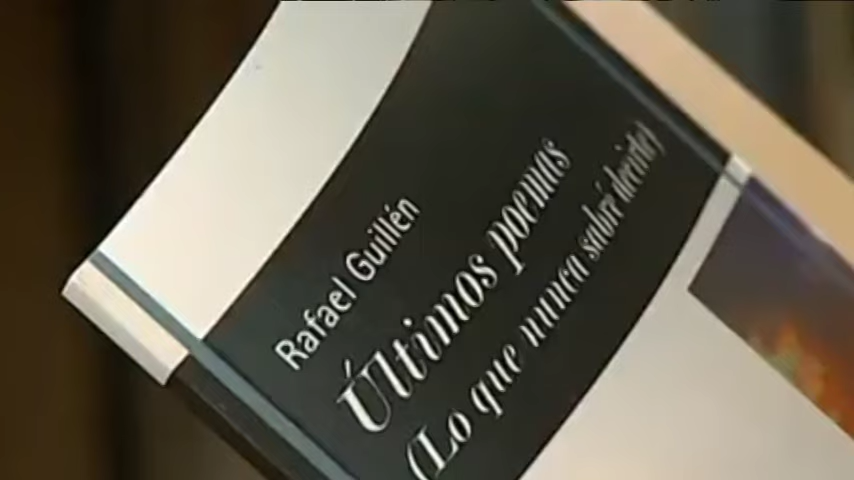 Rafael Guillén
Últimos poemas
(Lo que nunca sabré decirte)